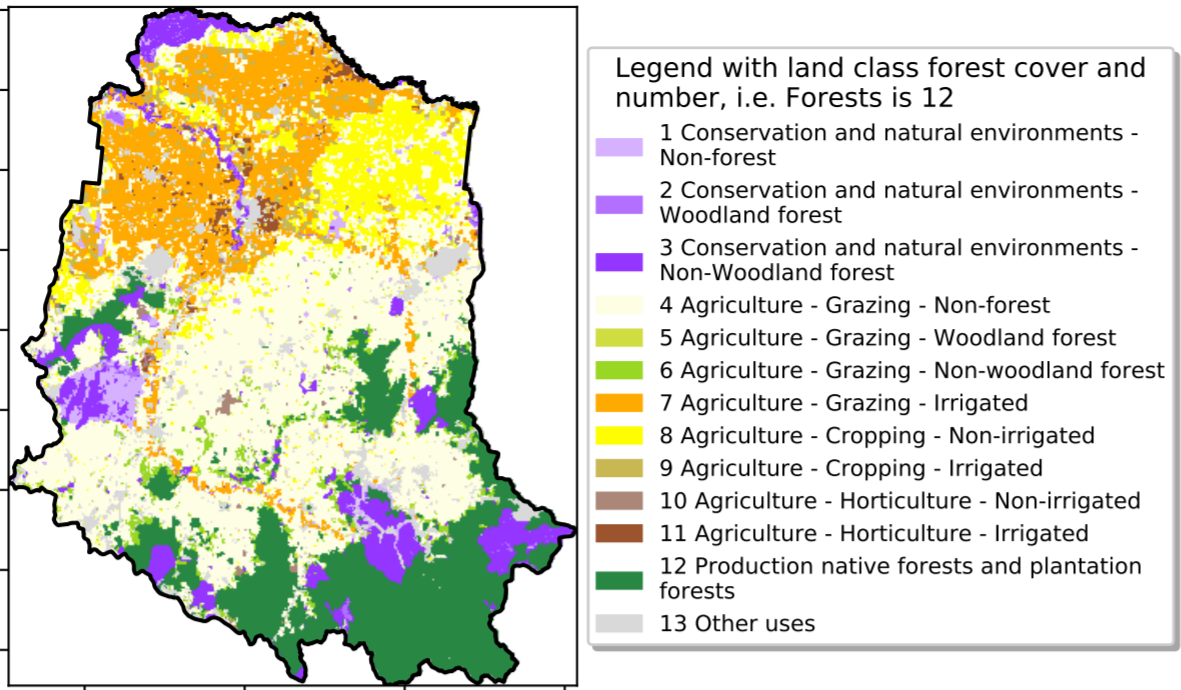 Legend with land class forest cover and
number, i.e. Forests is 12
1 Conservation and natural environments -
Non-forest
2 Conservation and natural environments -
Woodland forest
3 Conservation and natural environments -
Non-Woodland forest
4 Agriculture - Grazing - Non-forest
5 Agriculture - Grazing - Woodland forest
6 Agriculture - Grazing - Non-woodland forest
7 Agriculture - Grazing - Irrigated
8 Agriculture - Cropping - Non-irrigated
9 Agriculture - Cropping - Irrigated
10 Agriculture - Horticulture - Non-irrigated
11 Agriculture - Horticulture - Irrigated
12 Production native forests and plantation
forests
13 Other uses